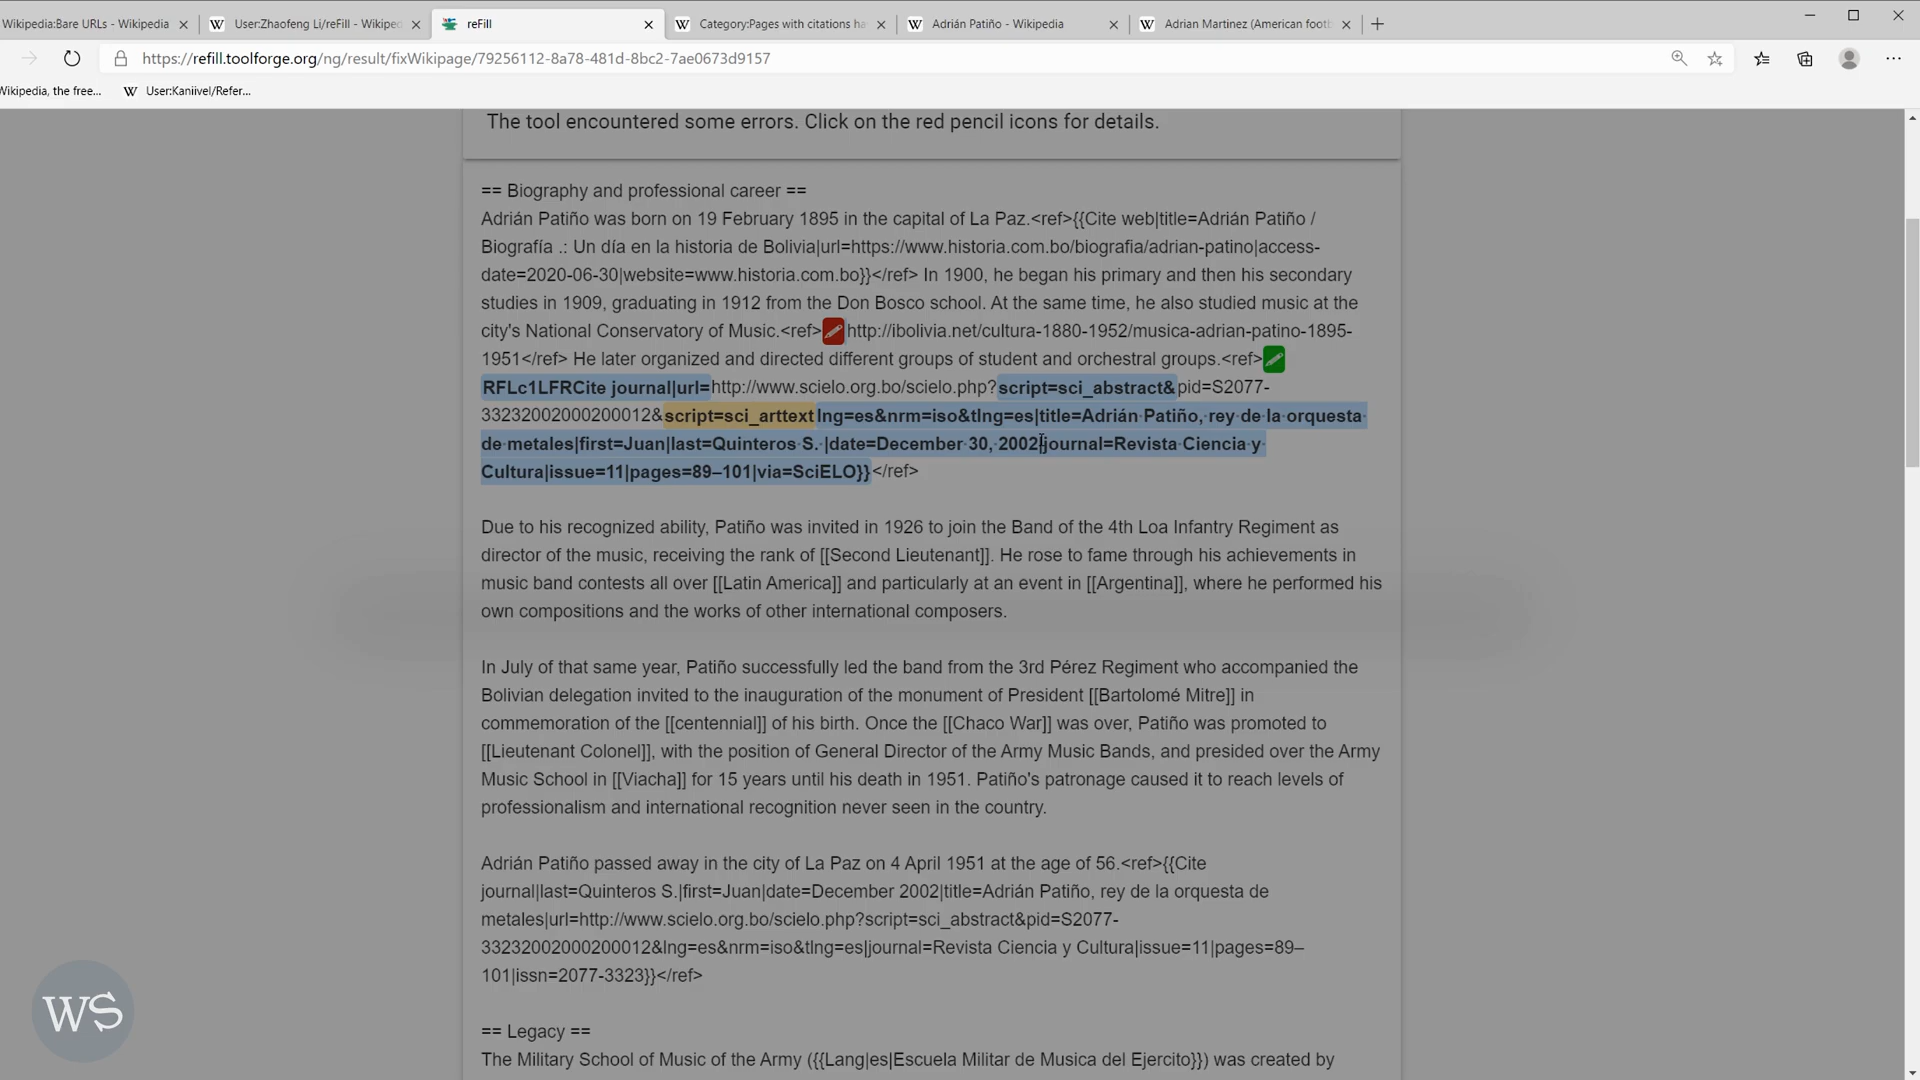 Wikipedia:Bare URLs - Wikipedia
User:Zhaofeng Li/reFill - Wikiped
reFill
Category:Pages with citations ha
Adrián Patiño - Wikipedia
Adrian Martinez (American footb
https://refill.toolforge.org/ng/result/fixWikipage/79256112-8a78-481d-8bc2-7ae0673d9157
Wikipedia, the free...
User:Kaniivel/Refer...
The tool encountered some errors. Click on the red pencil icons for details.
== Biography and professional career ==
Adrián Patiño was born on 19 February 1895 in the capital of La Paz.<ref>{{Cite web|title=Adrián Patiño /
Biografía .: Un día en la historia de Bolivia|url=https://www.historia.com.bo/biografia/adrian-patino|access-
date=2020-06-30|website=www.historia.com.bo}}</ref> In 1900, he began his primary and then his secondary
studies in 1909, graduating in 1912 from the Don Bosco school. At the same time, he also studied music at the
city's National Conservatory of Music.<ref>http://ibolivia.net/cultura-1880-1952/musica-adrian-patino-1895-
1951</ref> He later organized and directed different groups of student and orchestral groups.<ref>
RFLc1LFRCite journal|url=http://www.scielo.org.bo/scielo.php?script=sci_abstract&pid=S2077-
33232002000200012&script=sci_arttextlng=es&nrm=iso&tlng=es|title=Adrián·Patiño,·rey·de·la·orquesta·
de·metales|first=Juan|last=Quinteros·S.·|date=December·30,·2002|journal=Revista·Ciencia·y·
Cultura|issue=11|pages=89–101|via=SciELO}}</ref>
Due to his recognized ability, Patiño was invited in 1926 to join the Band of the 4th Loa Infantry Regiment as
director of the music, receiving the rank of [[Second Lieutenant]]. He rose to fame through his achievements in
music band contests all over [[Latin America]] and particularly at an event in [[Argentina]], where he performed his
own compositions and the works of other international composers.
In July of that same year, Patiño successfully led the band from the 3rd Pérez Regiment who accompanied the
Bolivian delegation invited to the inauguration of the monument of President [[Bartolomé Mitre]] in
commemoration of the [[centennial]] of his birth. Once the [[Chaco War]] was over, Patiño was promoted to
[[Lieutenant Colonel]], with the position of General Director of the Army Music Bands, and presided over the Army
Music School in [[Viacha]] for 15 years until his death in 1951. Patiño's patronage caused it to reach levels of
professionalism and international recognition never seen in the country.
Adrián Patiño passed away in the city of La Paz on 4 April 1951 at the age of 56.<ref>{{Cite
journal|last=Quinteros S.|first=Juan|date=December 2002|title=Adrián Patiño, rey de la orquesta de
metales|url=http://www.scielo.org.bo/scielo.php?script=sci_abstract&pid=S2077-
33232002000200012&lng=es&nrm=iso&tlng=es|journal=Revista Ciencia y Cultura|issue=11|pages=89–
101|issn=2077-3323}}</ref>
== Legacy ==
The Military School of Music of the Army ({{Lang|es|Escuela Militar de Musica del Ejercito}}) was created by
WS